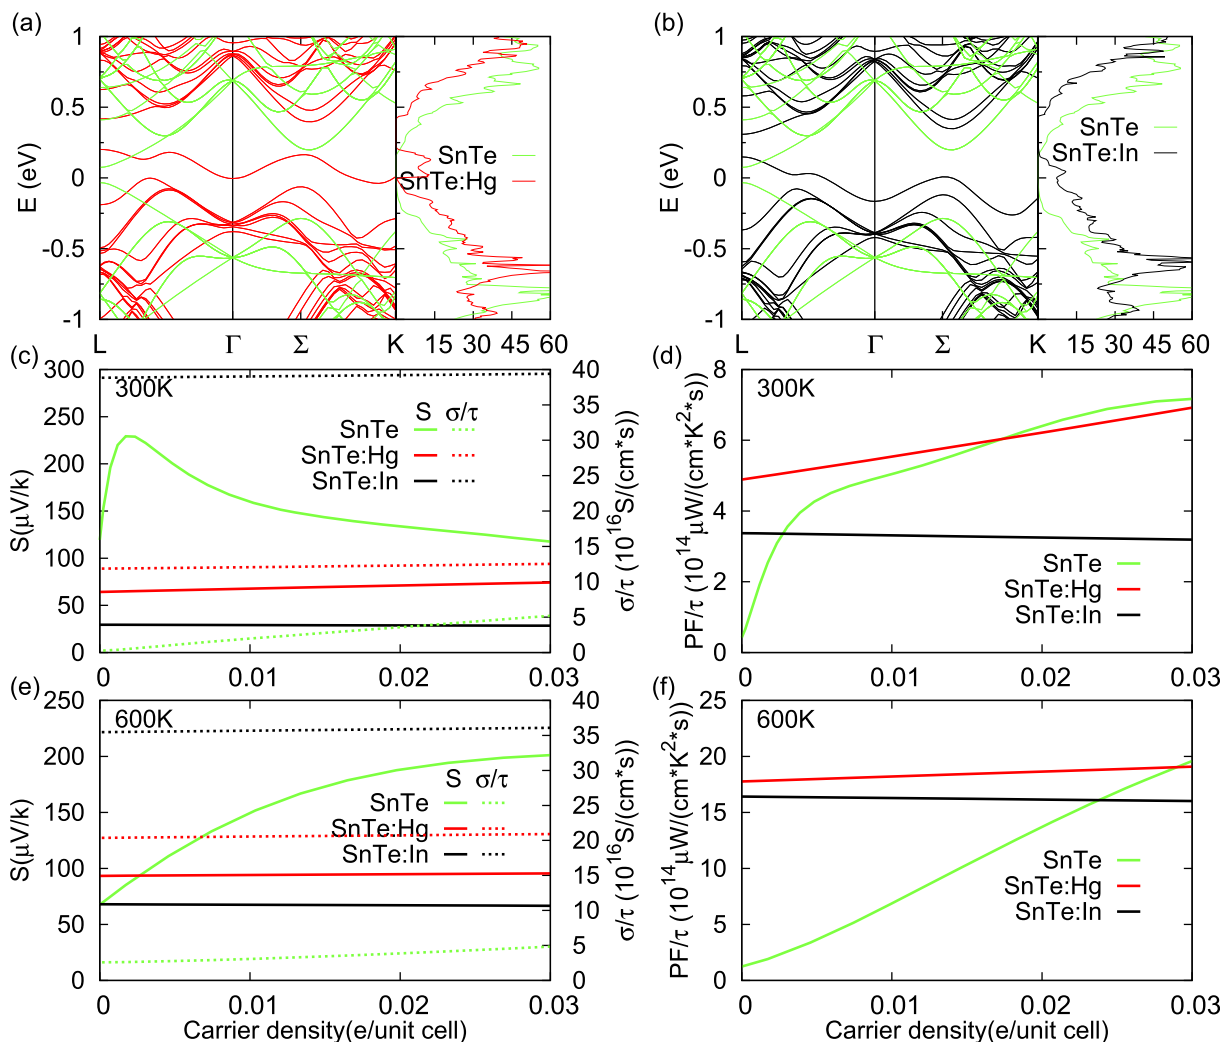 (a)
1
0.5
0
-0.5
-1
E (eV)
SnTe
SnTe:Hg
L Γ Σ K 15 30 45 60
(b)
1
0.5
0
-0.5
-1
E (eV)
SnTe
SnTe:In
L Γ Σ K 15 30 45 60
(c)
300K
300
250
200
150
100
50
0
S(μV/k)
S σ/τ
SnTe
SnTe:Hg
SnTe:In
40
35
30
25
20
15
10
5
0
σ/τ (10^16S/(cm*s))
0 0.01 0.02 0.03
(d)
300K
8
6
4
2
0
PF/τ (10^14μW/(cm*K^2*s))
SnTe
SnTe:Hg
SnTe:In
0 0.01 0.02 0.03
(e)
600K
250
200
150
100
50
0
S(μV/k)
S σ/τ
SnTe
SnTe:Hg
SnTe:In
40
35
30
25
20
15
10
5
0
σ/τ (10^16S/(cm*s))
0 0.01 0.02 0.03
Carrier density(e/unit cell)
(f)
600K
25
20
15
10
5
0
PF/τ (10^14μW/(cm*K^2*s))
SnTe
SnTe:Hg
SnTe:In
0 0.01 0.02 0.03
Carrier density(e/unit cell)